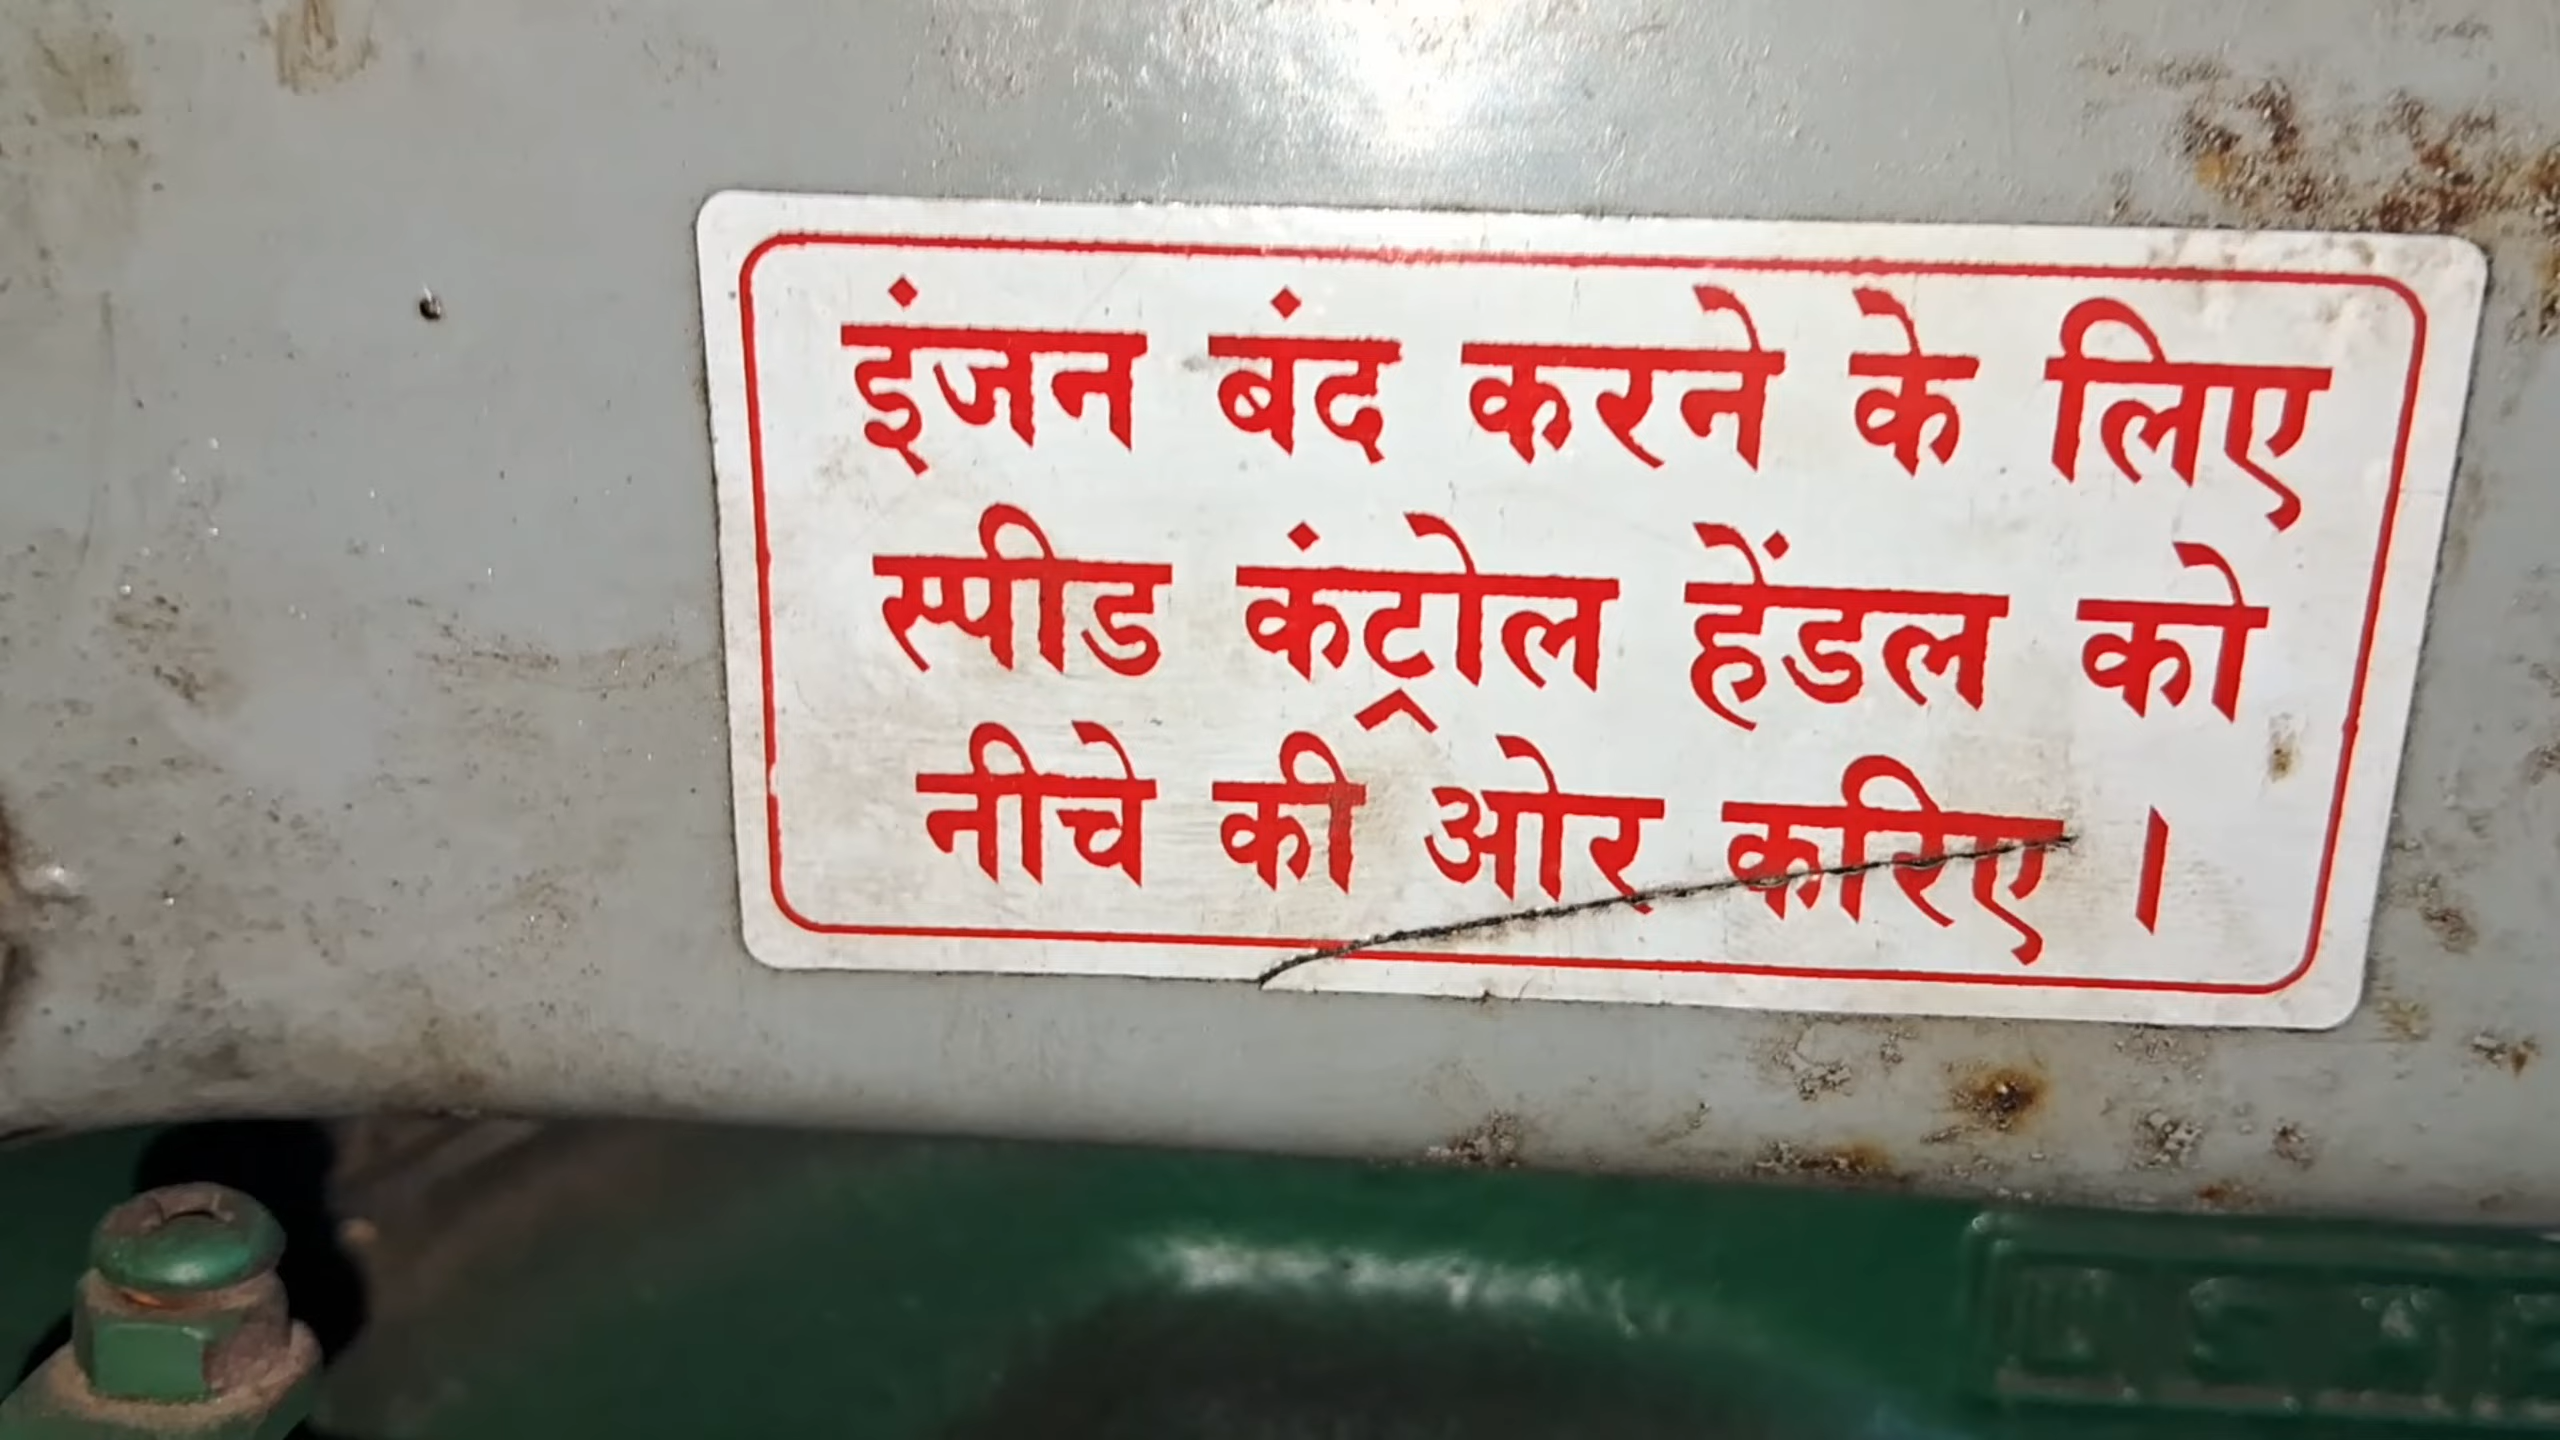 इंजन बंद करने के लिए
स्पीड कंट्रोल हेंडल को
नीचे की ओर करिए ।